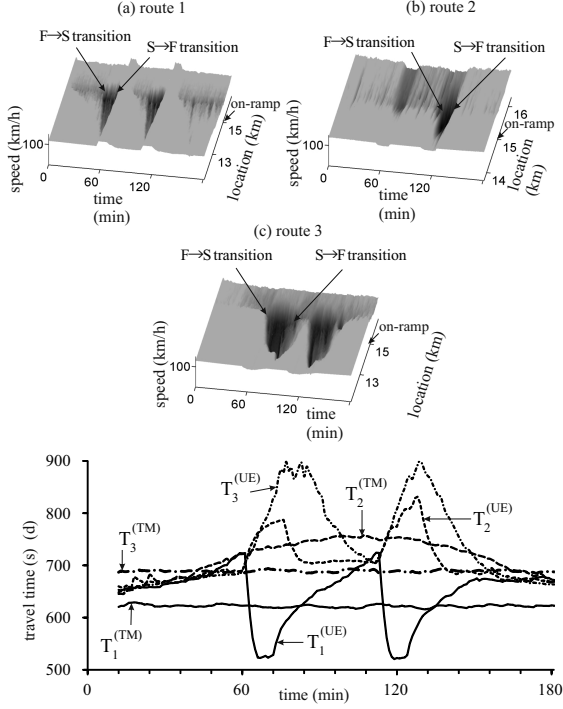 (a) route 1
F→S transition
S→F transition
on-ramp
15
13
location (km)
speed (km/h)
100
0
60
120
time
(min)
(b) route 2
F→S transition
S→F transition
16
on-ramp
15
14
location
(km)
speed (km/h)
100
0
60
120
time
(min)
(c) route 3
F→S transition
S→F transition
on-ramp
15
13
location (km)
speed (km/h)
100
0
60
120
time
(min)
travel time (s) (d)
900
800
700
600
500
T3(UE)
T2(TM)
T2(UE)
T3(TM)
T1(TM)
T1(UE)
0
60
120
180
time (min)